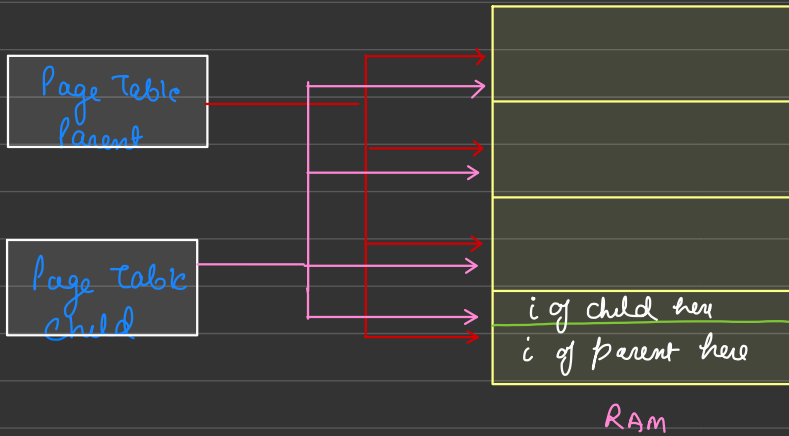 Page Table
Parent
Page Table
Child
i of child here
i of parent here
RAM